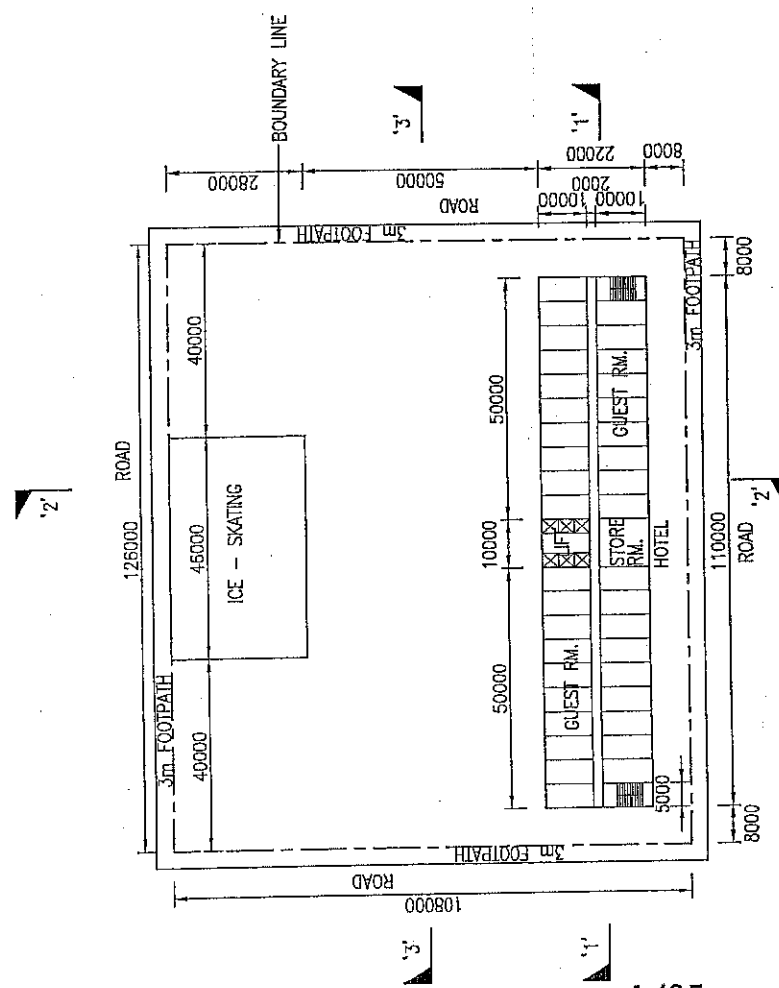 BOUNDARY LINE
'2'
ROAD
126000
3m FOOTPATH
40000
46000
40000
ICE - SKATING
28000
ROAD
3m FOOTPATH
50000
'3'
'3'
ROAD
3m FOOTPATH
108000
50000
10000
50000
10000
2000
10000
22000
8000
'1'
'1'
GUEST RM.
LIFT
STORE
RM.
GUEST RM.
HOTEL
5000
8000
110000
8000
3m FOOTPATH
ROAD
'2'